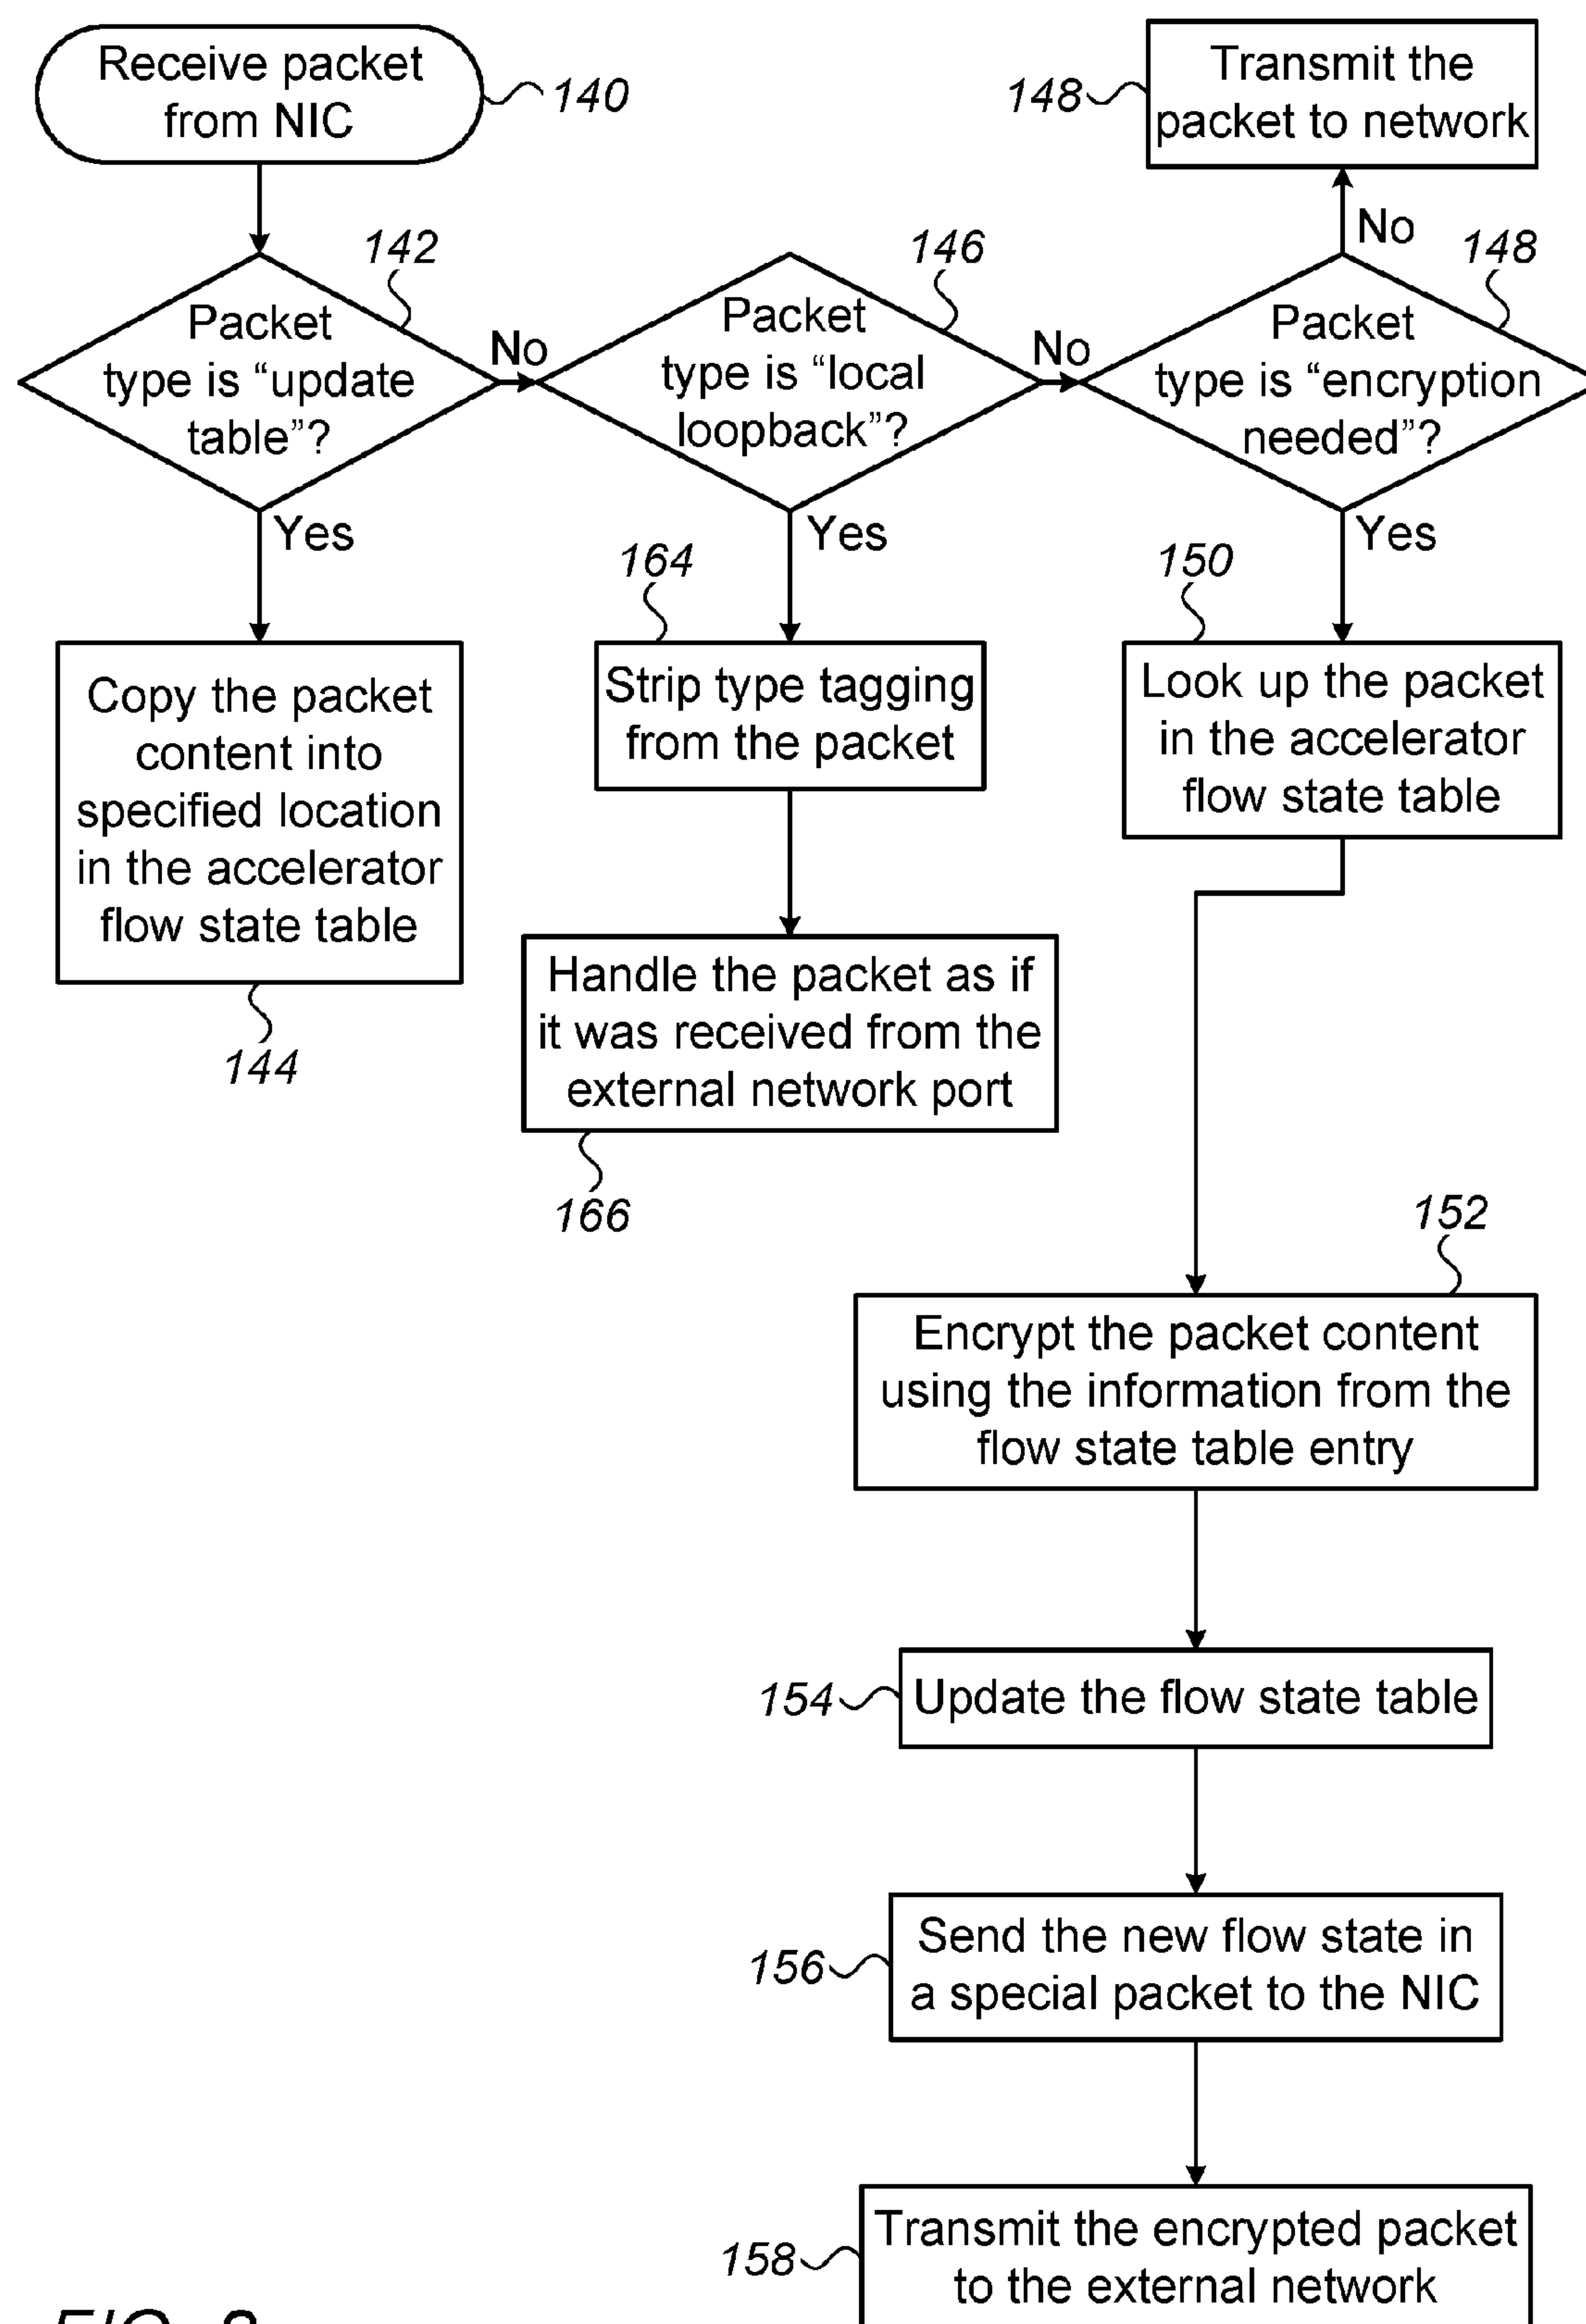 Receive packet
from NIC
140
148
Transmit the
packet to network
No
142
146
148
Packet
type is “update
table”?
No
Packet
type is “local
loopback”?
No
Packet
type is “encryption
needed”?
Yes
Yes
Yes
164
150
Copy the packet
content into
specified location
in the accelerator
flow state table
144
Strip type tagging
from the packet
Look up the packet
in the accelerator
flow state table
Handle the packet as if
it was received from the
external network port
166
152
Encrypt the packet content
using the information from the
flow state table entry
154
Update the flow state table
156
Send the new flow state in
a special packet to the NIC
158
Transmit the encrypted packet
to the external network